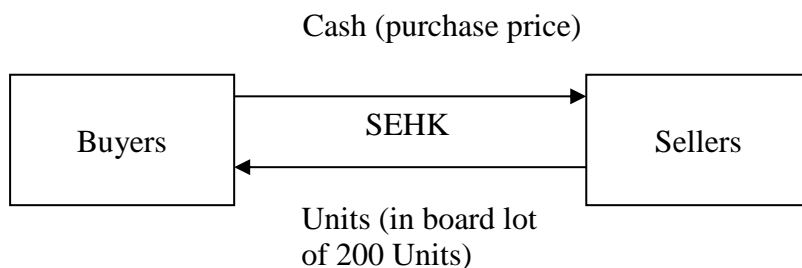 Cash (purchase price)
Buyers
SEHK
Sellers
Units (in board lot
of 200 Units)